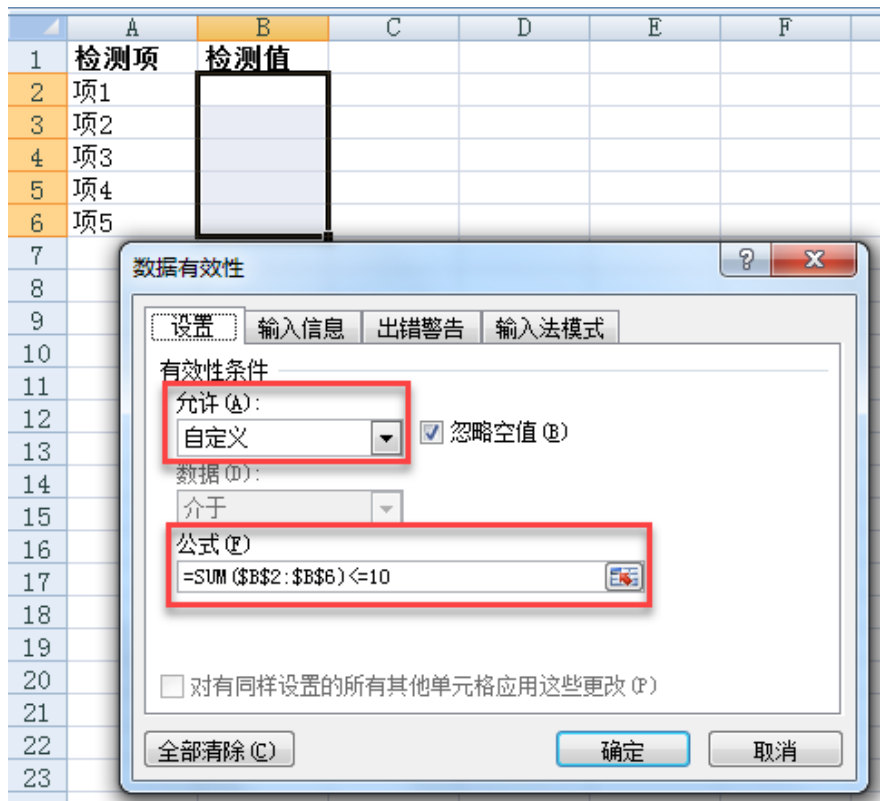 A B C D E F
1 检测项 检测值
2 项1
3 项2
4 项3
5 项4
6 项5
7
数据有效性
8
9 设置 输入信息 出错警告 输入法模式
10
有效性条件
11
允许(A):
12
自定义 忽略空值(B)
13
数据(D):
14
介于
15
公式(F)
16
=SUM($B$2:$B$6)<=10
17
18
19
20 对有同样设置的所有其他单元格应用这些更改(P)
21
22 全部清除(C) 确定 取消
23